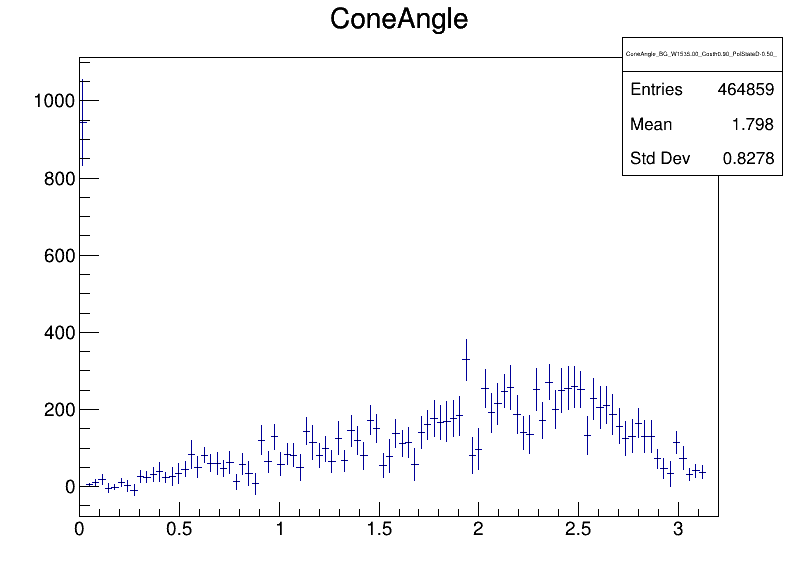 ConeAngle
ConeAngle_BG_W1535.00_Costh0.90_PolStateD-0.50_
Entries 464859
Mean 1.798
Std Dev 0.8278
1000
800
600
400
200
0
0 0.5 1 1.5 2 2.5 3